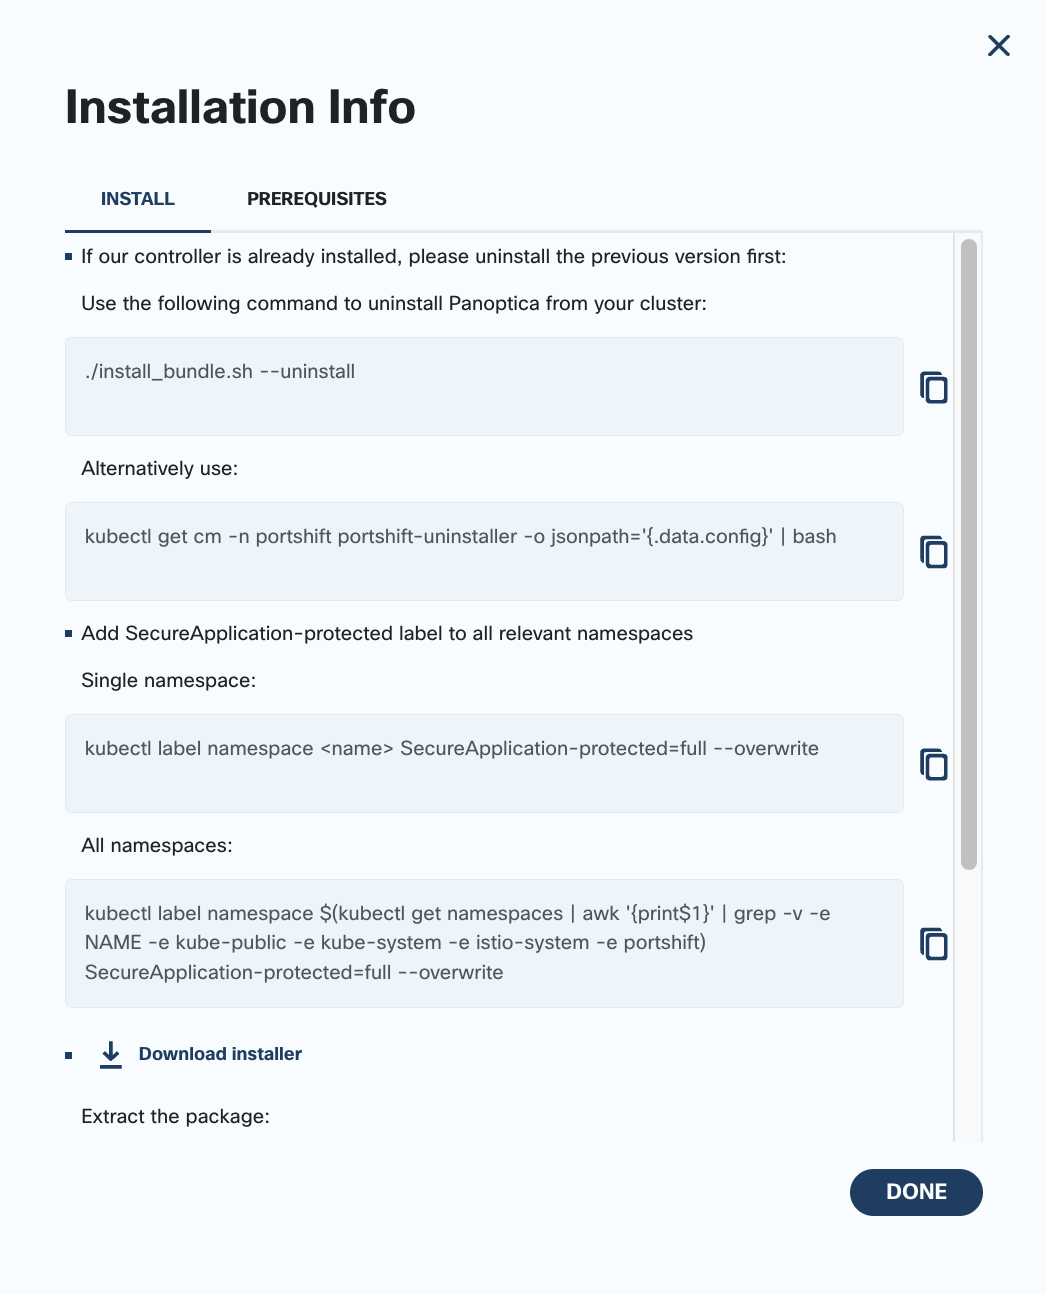 Installation Info
INSTALL
PREREQUISITES
If our controller is already installed, please uninstall the previous version first:
Use the following command to uninstall Panoptica from your cluster:
./install_bundle.sh --uninstall
Alternatively use:
kubectl get cm -n portshift portshift-uninstaller -o jsonpath='{.data.config}' | bash
Add SecureApplication-protected label to all relevant namespaces
Single namespace:
kubectl label namespace <name> SecureApplication-protected=full --overwrite
All namespaces:
kubectl label namespace $(kubectl get namespaces | awk '{print$1}' | grep -v -e
NAME -e kube-public -e kube-system -e istio-system -e portshift)
SecureApplication-protected=full --overwrite
Download installer
Extract the package:
DONE